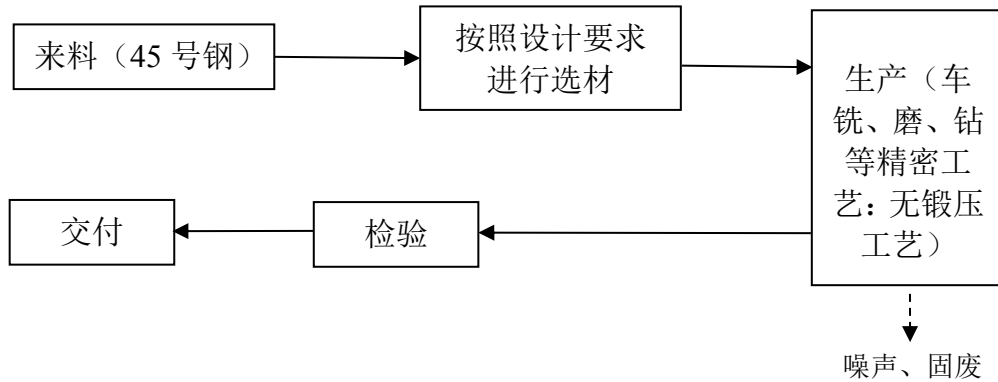 来料（45 号钢）
按照设计要求
进行选材
生产（车
铣、磨、钻
等精密工
艺：无锻压
工艺）
检验
交付
噪声、固废